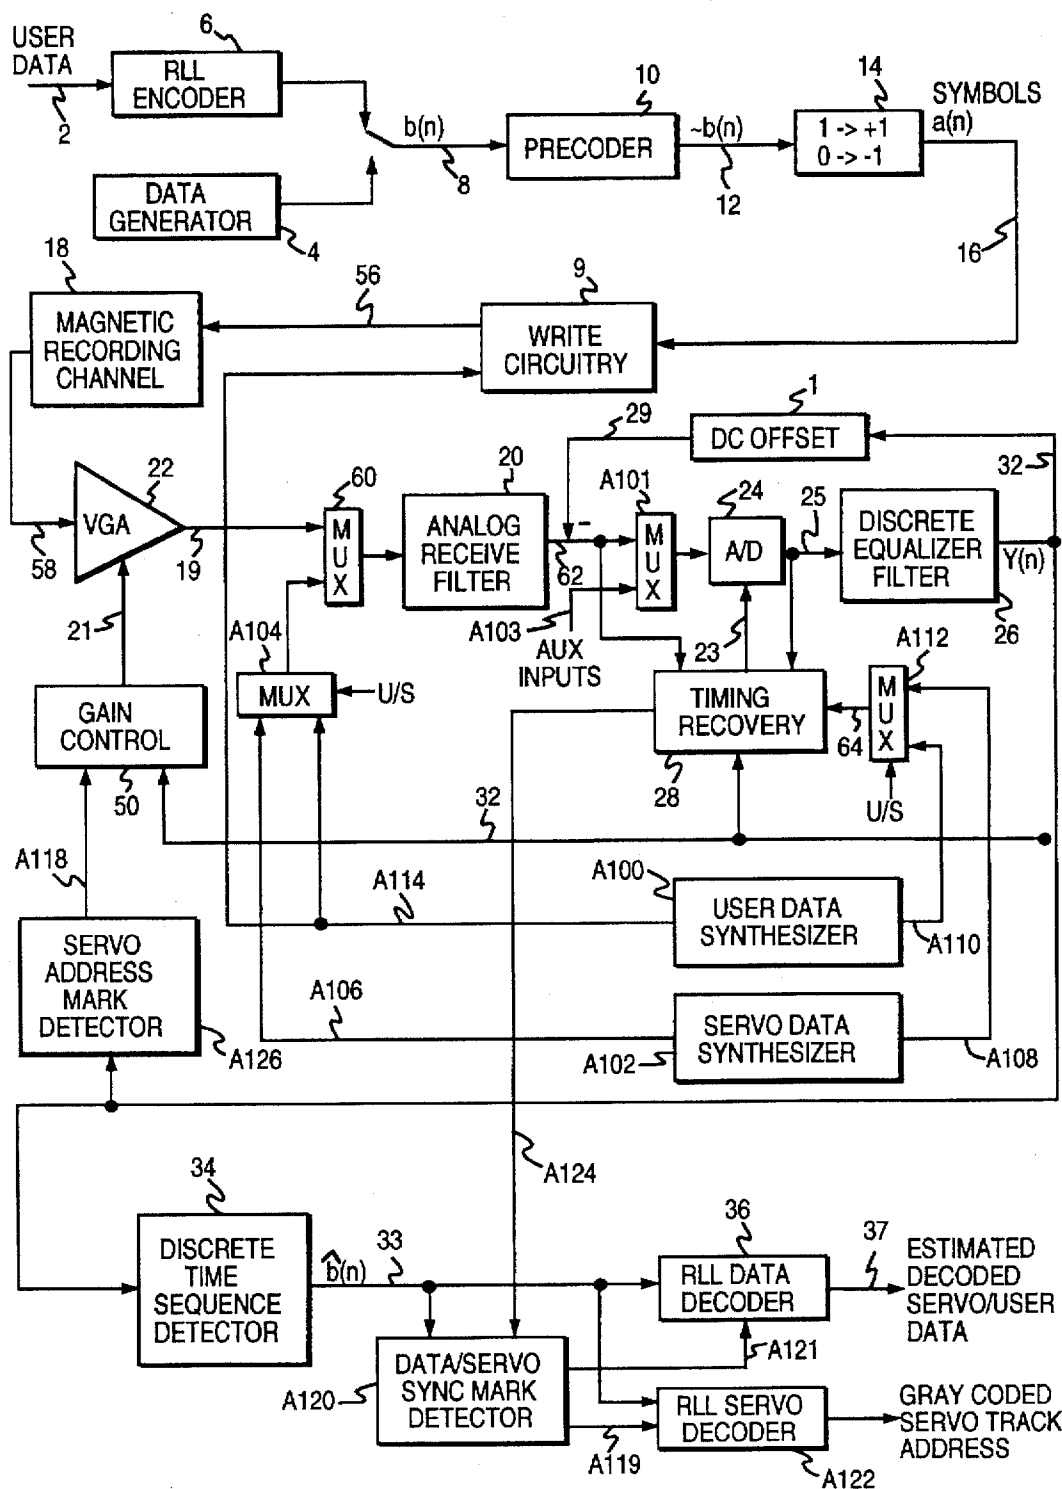 USER
DATA
2
6
RLL
ENCODER
DATA
GENERATOR
4
b(n)
8
10
PRECODER
~b(n)
12
14
1 -> +1
0 -> -1
SYMBOLS
a(n)
16
18
MAGNETIC
RECORDING
CHANNEL
56
9
WRITE
CIRCUITRY
1
DC OFFSET
29
32
22
VGA
58
19
21
60
MUX
20
ANALOG
RECEIVE
FILTER
-
62
A101
MUX
A103
AUX
INPUTS
24
A/D
23
25
DISCRETE
EQUALIZER
FILTER
Y(n)
26
A104
MUX
U/S
GAIN
CONTROL
50
TIMING
RECOVERY
28
64
A112
MUX
U/S
32
A118
A114
A100
USER DATA
SYNTHESIZER
A110
SERVO
ADDRESS
MARK
DETECTOR
A126
A106
SERVO DATA
SYNTHESIZER
A102
A108
A124
34
DISCRETE
TIME
SEQUENCE
DETECTOR
b̂(n)
33
36
RLL DATA
DECODER
37
ESTIMATED
DECODED
SERVO/USER
DATA
A121
A120
DATA/SERVO
SYNC MARK
DETECTOR
A119
RLL SERVO
DECODER
A122
GRAY CODED
SERVO TRACK
ADDRESS